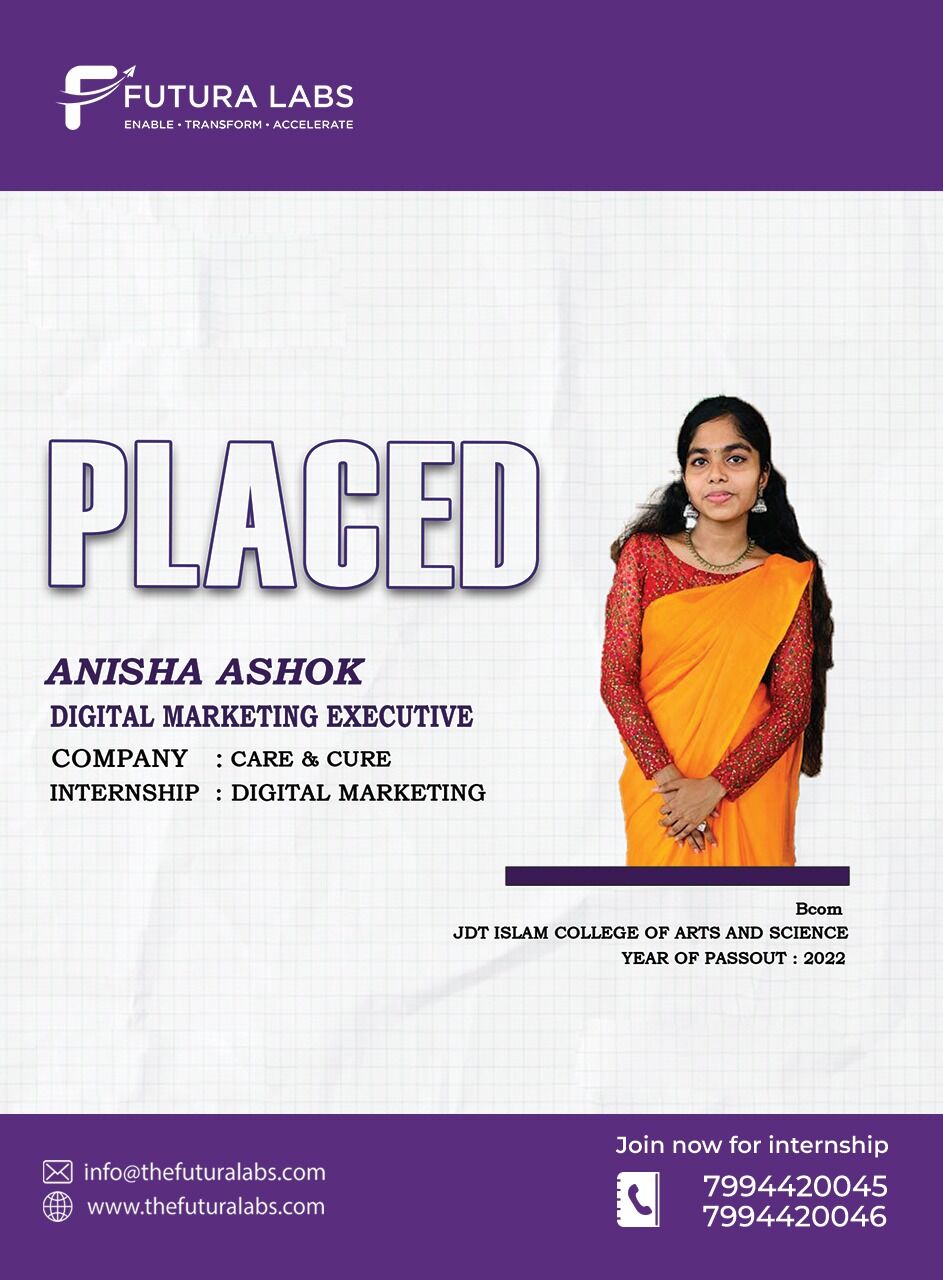 FUTURA LABS
ENABLE • TRANSFORM • ACCELERATE
PLACED
ANISHA ASHOK
DIGITAL MARKETING EXECUTIVE
COMPANY : CARE & CURE
INTERNSHIP : DIGITAL MARKETING
Bcom
JDT ISLAM COLLEGE OF ARTS AND SCIENCE
YEAR OF PASSOUT : 2022
info@thefuturalabs.com
www.thefuturalabs.com
Join now for internship
7994420045
7994420046